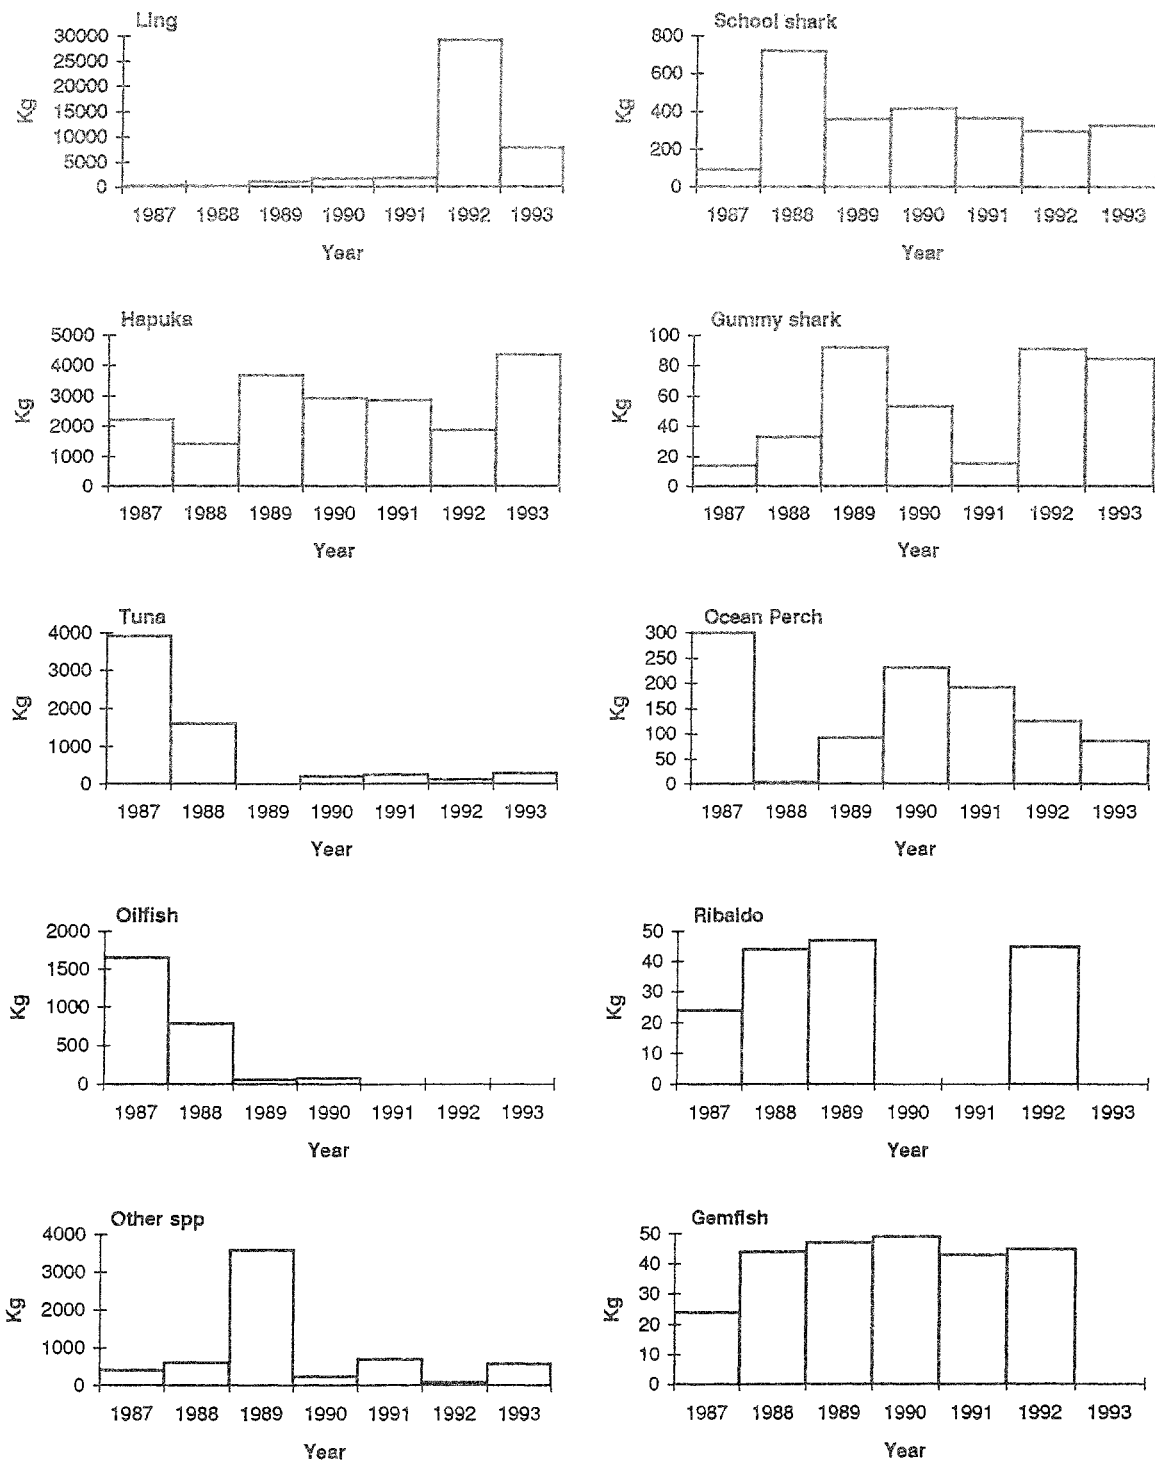 Ling
30000
25000
20000
15000
10000
5000
0
Kg
1987 1988 1989 1990 1991 1992 1993
Year
School shark
800
600
400
200
0
Kg
1987 1988 1989 1990 1991 1992 1993
Year
Hapuka
5000
4000
3000
2000
1000
0
Kg
1987 1988 1989 1990 1991 1992 1993
Year
Gummy shark
100
80
60
40
20
0
Kg
1987 1988 1989 1990 1991 1992 1993
Year
Tuna
4000
3000
2000
1000
0
Kg
1987 1988 1989 1990 1991 1992 1993
Year
Ocean Perch
300
250
200
150
100
50
0
Kg
1987 1988 1989 1990 1991 1992 1993
Year
Oilfish
2000
1500
1000
500
0
Kg
1987 1988 1989 1990 1991 1992 1993
Year
Ribaldo
50
40
30
20
10
0
Kg
1987 1988 1989 1990 1991 1992 1993
Year
Other spp
4000
3000
2000
1000
0
Kg
1987 1988 1989 1990 1991 1992 1993
Year
Gemfish
50
40
30
20
10
0
Kg
1987 1988 1989 1990 1991 1992 1993
Year